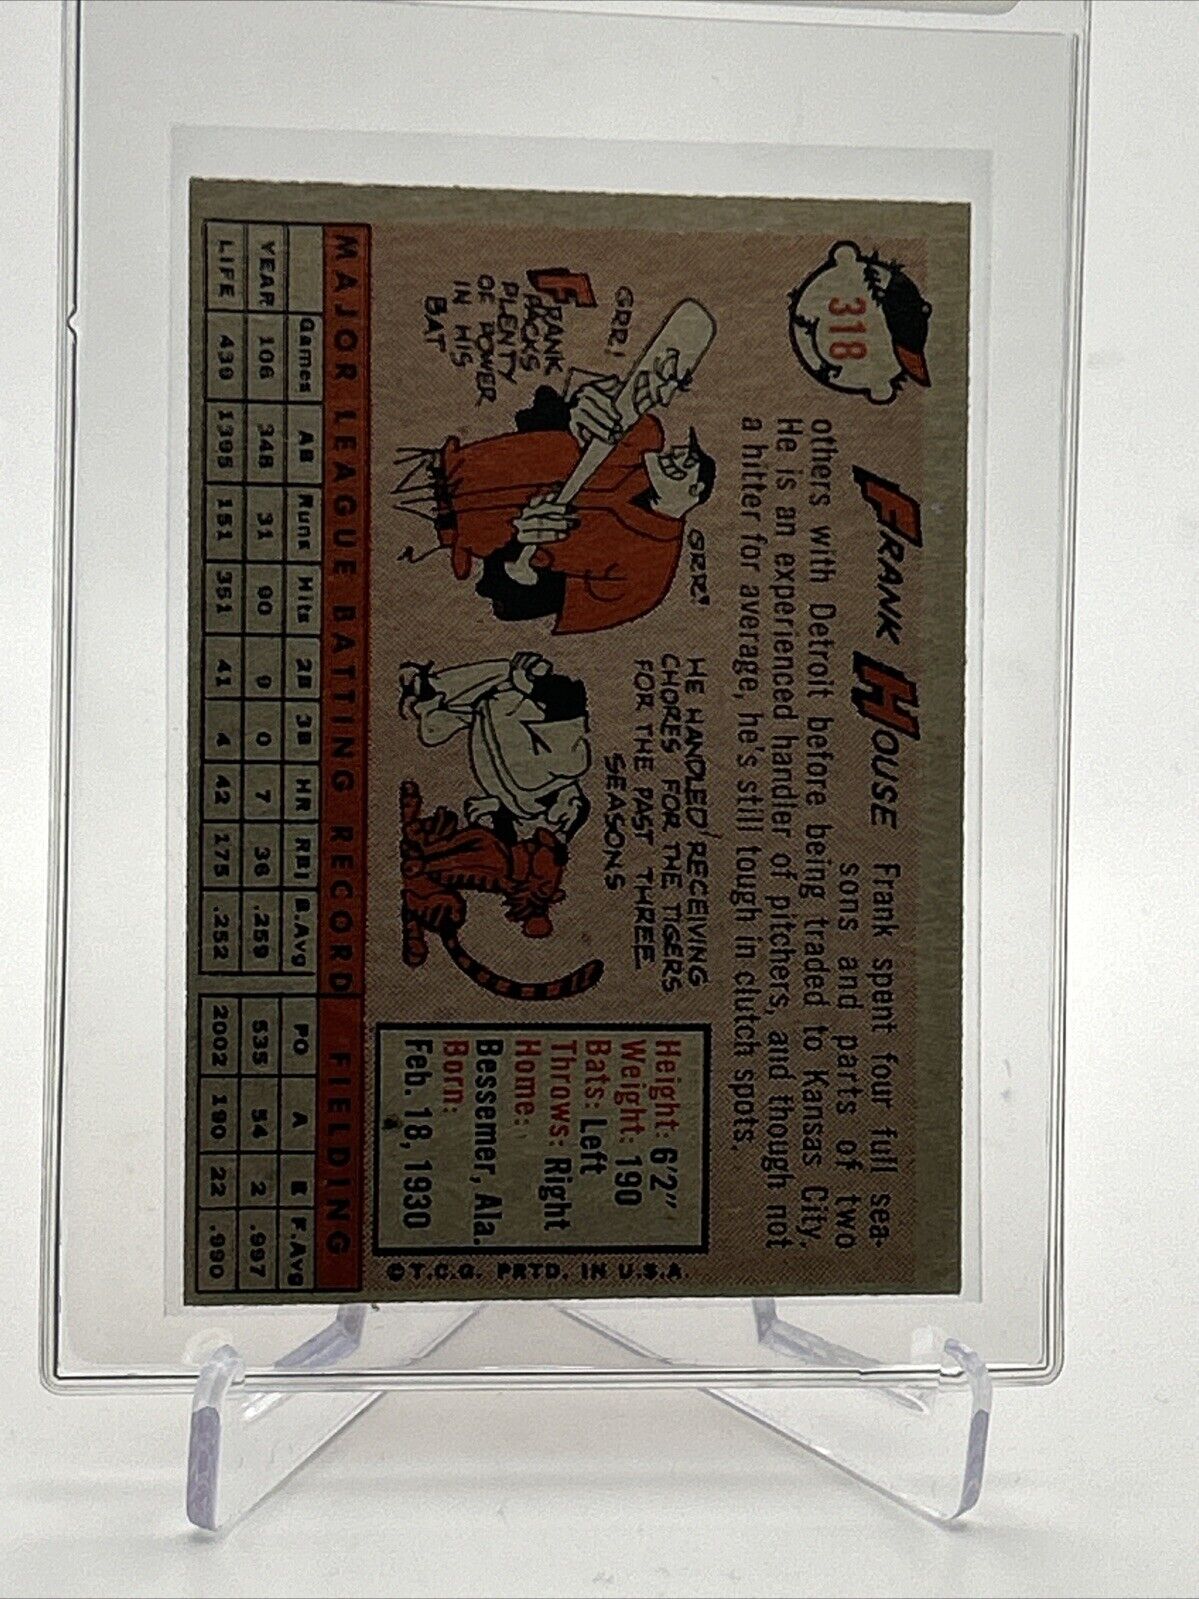 318
FRANK HOUSE
Frank spent four full sea-
sons and parts of two
others with Detroit before being traded to Kansas City.
He is an experienced handler of pitchers, and though not
a hitter for average, he's still tough in clutch spots.
GRR!
GRR!
FRANK
PACKS
PLENTY
OF POWER
IN HIS
BAT
HE HANDLED RECEIVING
CHORES FOR THE TIGERS
FOR THE PAST THREE
SEASONS
Height: 6'2"
Weight: 190
Bats: Left
Throws: Right
Home:
Bessemer, Ala.
Born:
Feb. 18, 1930
© T.C.G. PRTD. IN U.S.A.
MAJOR LEAGUE BATTING RECORD FIELDING
Games AB Runs Hits 2B 3B HR RBI B.Avg PO A E F.Avg
YEAR 106 348 31 90 9 0 7 36 .259 535 54 2 .997
LIFE 439 1395 151 351 41 4 42 175 .252 2002 190 22 .990